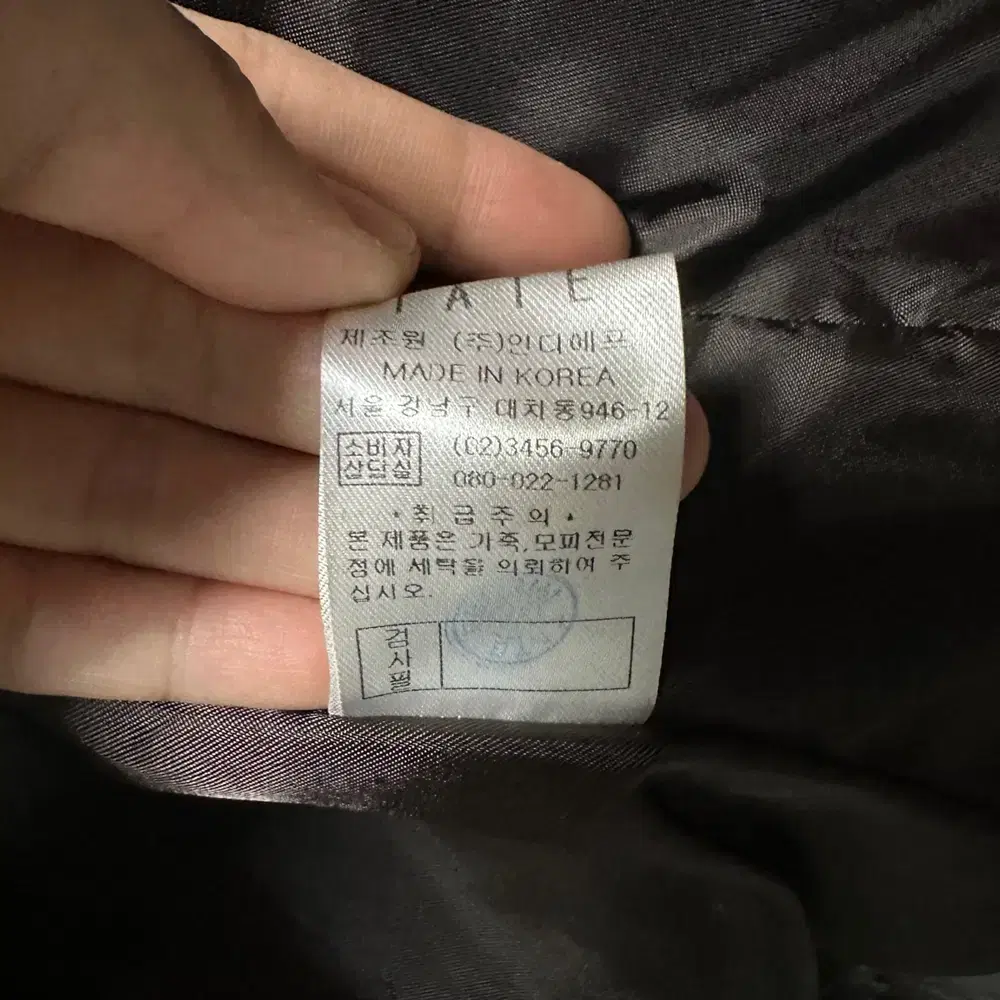 TATE
제조원 (주)인디에프
MADE IN KOREA
서울 강남구 대치동946-12
소비자
상담실
(02)3456-9770
080-022-1281
•취급주의•
본 제품은 가죽,모피전문
점에 세탁을 의뢰하여 주
십시오.
검사필